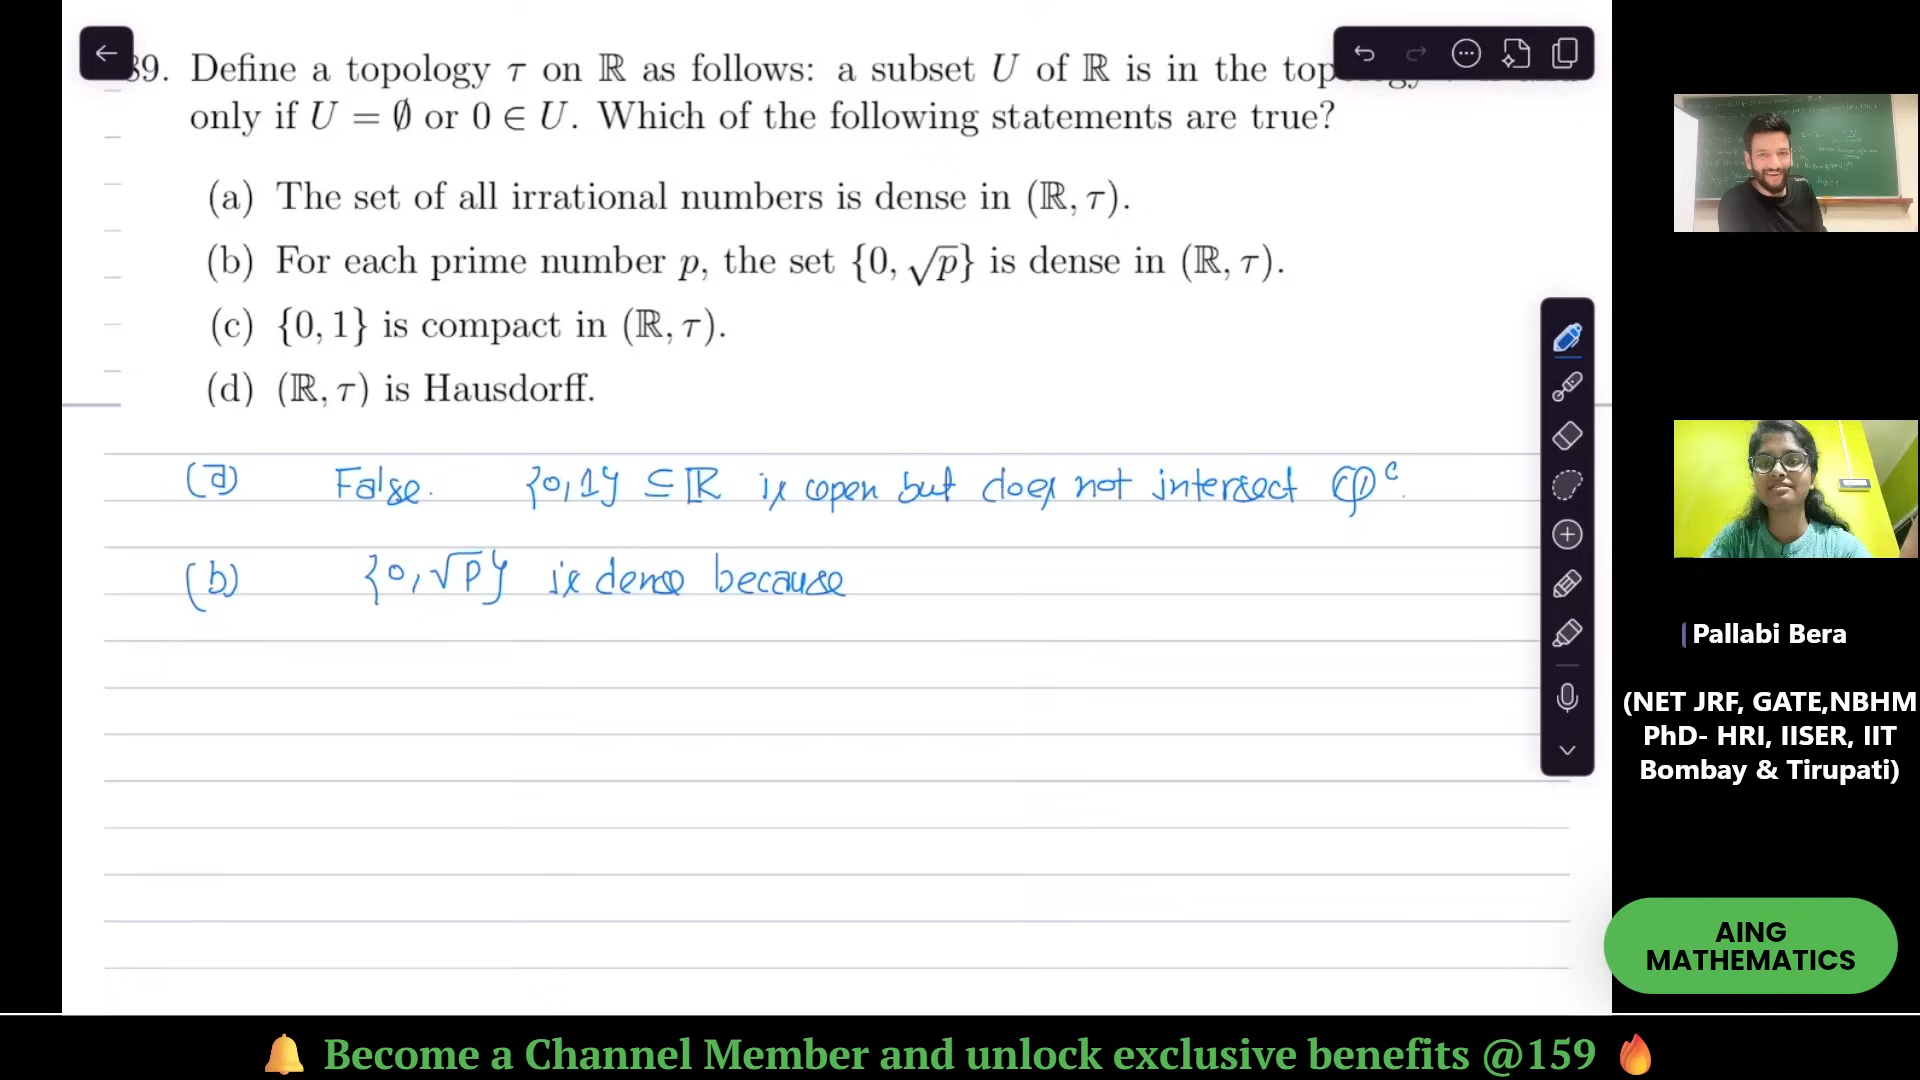 39. Define a topology τ on ℝ as follows: a subset U of ℝ is in the top
only if U = ∅ or 0 ∈ U. Which of the following statements are true?
(a) The set of all irrational numbers is dense in (ℝ, τ).
(b) For each prime number p, the set {0, √p} is dense in (ℝ, τ).
(c) {0, 1} is compact in (ℝ, τ).
(d) (ℝ, τ) is Hausdorff.
(a) False. {0,1} ⊆ ℝ is open but does not intersect ℚᶜ.
(b) {0, √p} is dense because
Pallabi Bera
(NET JRF, GATE,NBHM
PhD- HRI, IISER, IIT
Bombay & Tirupati)
AING
MATHEMATICS
🔔 Become a Channel Member and unlock exclusive benefits @159 🔥